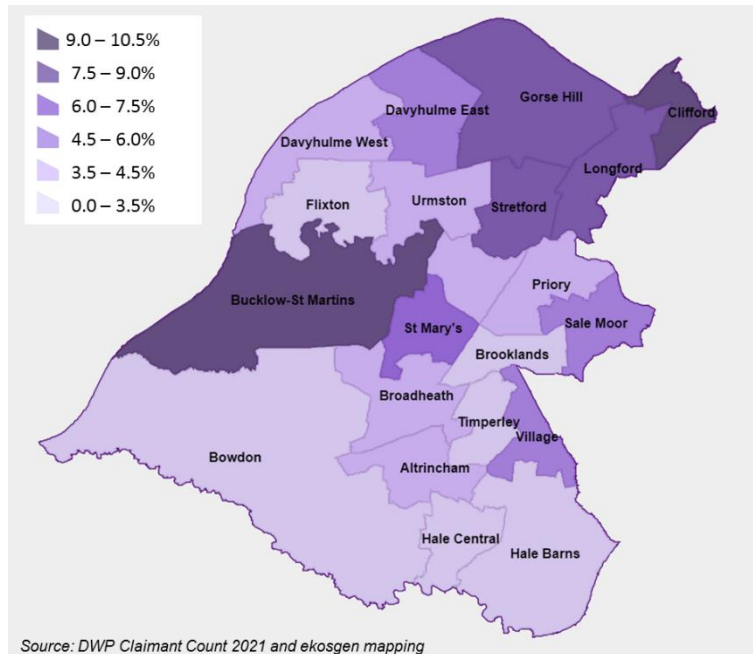 9.0 – 10.5%
7.5 – 9.0%
6.0 – 7.5%
4.5 – 6.0%
3.5 – 4.5%
0.0 – 3.5%
Gorse Hill
Davyhulme East
Clifford
Davyhulme West
Longford
Flixton
Urmston
Stretford
Priory
Bucklow-St Martins
Sale Moor
St Mary's
Brooklands
Broadheath
Timperley
Village
Bowdon
Altrincham
Hale Central
Hale Barns
Source: DWP Claimant Count 2021 and ekosgen mapping